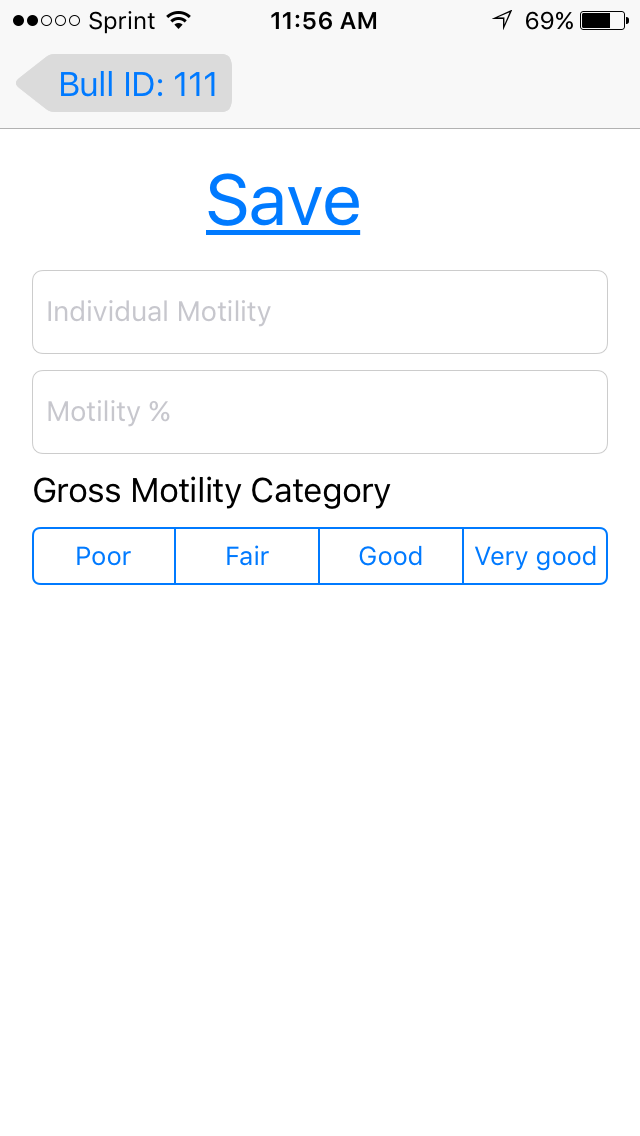 Sprint 11:56 AM 69%
Bull ID: 111
Save
Individual Motility
Motility %
Gross Motility Category
Poor Fair Good Very good